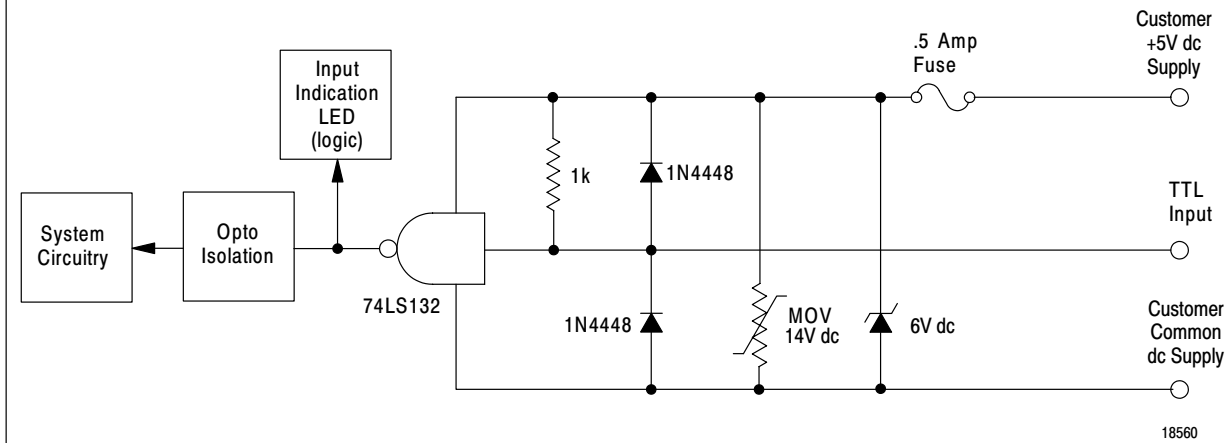 Customer
+5V dc
Supply
.5 Amp
Fuse
Input
Indication
LED
(logic)
1k
1N4448
TTL
Input
System
Circuitry
Opto
Isolation
74LS132
1N4448
MOV
14V dc
6V dc
Customer
Common
dc Supply
18560